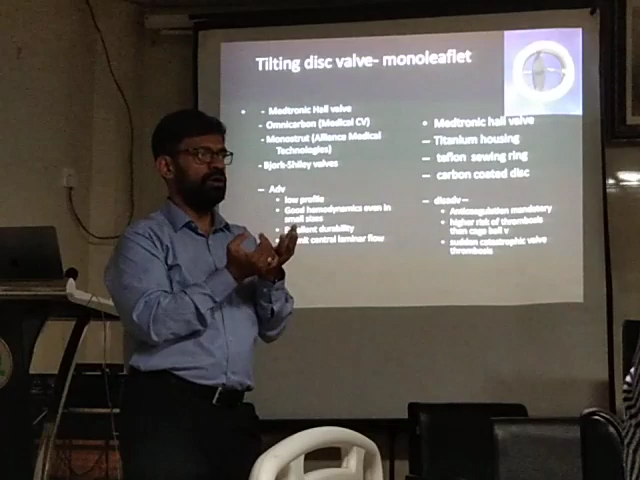 Tilting disc valve- monoleaflet
- Medtronic Hall valve
- Omnicarbon (Medical CV)
- Monostrut (Alliance Medical
Technologies)
- Bjork-Shiley valves
– Adv
• low profile
• Good hemodynamics even in
small sizes
durability
central laminar flow
• Medtronic hall valve
– Titanium housing
– teflon sewing ring
– carbon coated disc
– disadv –
• Anticoagulation mandatory
• higher risk of thrombosis
than cage ball v
• sudden catastrophic valve
thrombosis